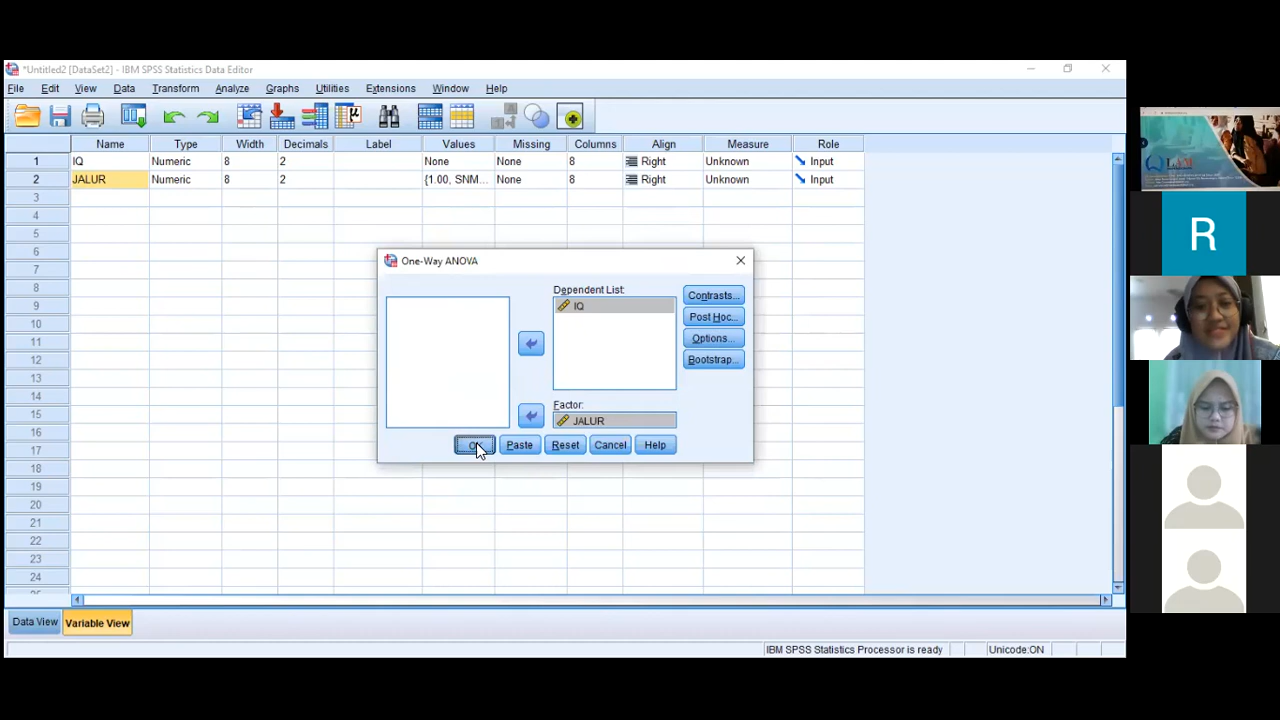 *Untitled2 [DataSet2] - IBM SPSS Statistics Data Editor
File Edit View Data Transform Analyze Graphs Utilities Extensions Window Help
Name Type Width Decimals Label Values Missing Columns Align Measure Role
1 IQ Numeric 8 2 None None 8 Right Unknown Input
2 JALUR Numeric 8 2 {1.00, SNM... None 8 Right Unknown Input
3
4
5
6
7
8
9
10
11
12
13
14
15
16
17
18
19
20
21
22
23
24
One-Way ANOVA
Dependent List:
IQ
Contrasts...
Post Hoc...
Options...
Bootstrap...
Factor:
JALUR
OK Paste Reset Cancel Help
Data View Variable View
IBM SPSS Statistics Processor is ready Unicode:ON
R